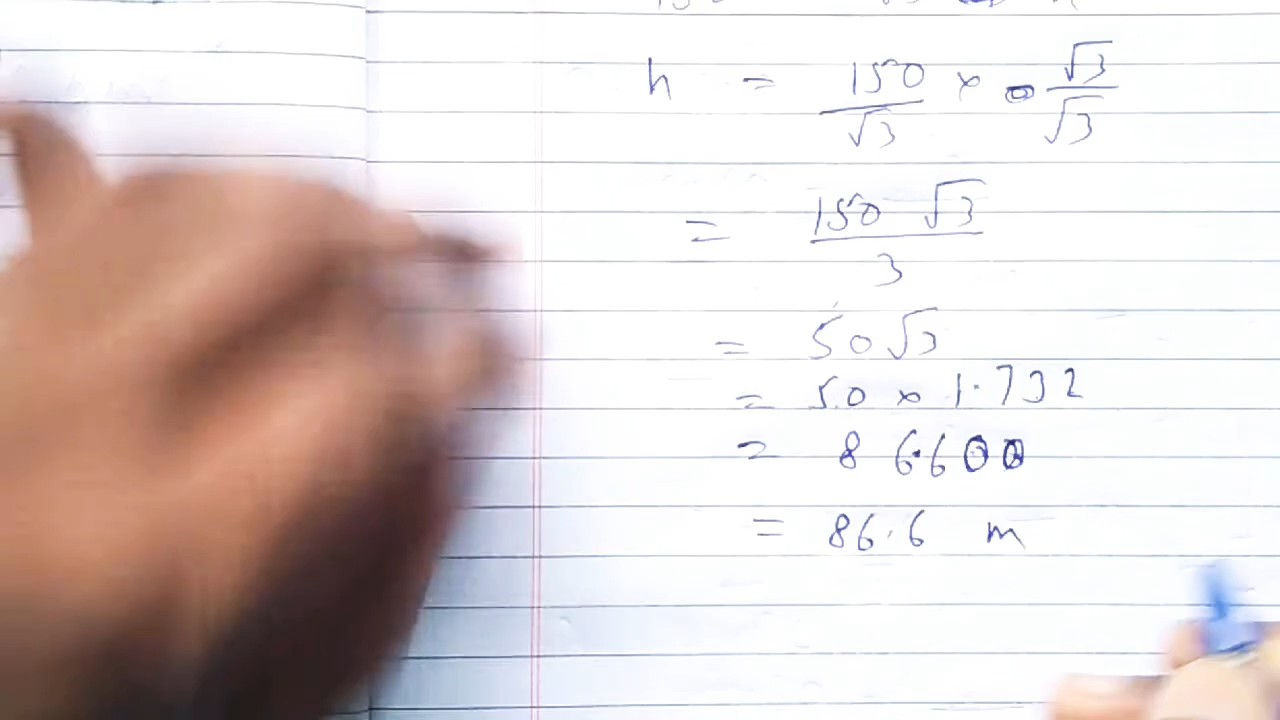 h = 150/√3 × √3/√3
= 150 √3/3
= 50√3
= 50 × 1.732
= 86.600
= 86.6 m